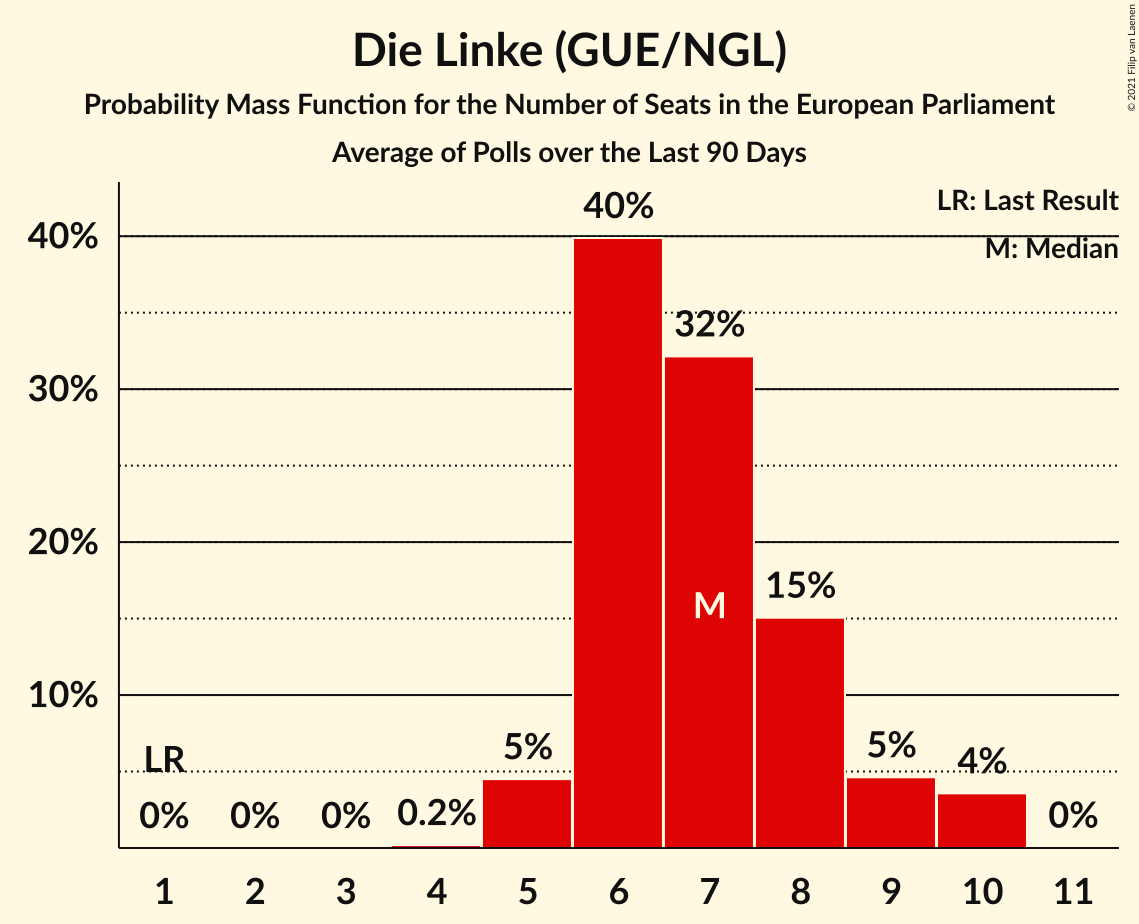 Die Linke (GUE/NGL)
Probability Mass Function for the Number of Seats in the European Parliament
Average of Polls over the Last 90 Days
© 2021 Filip van Laenen
LR: Last Result
M: Median
40%
30%
20%
10%
LR
0%
0%
0%
0.2%
5%
40%
32%
M
15%
5%
4%
0%
1 2 3 4 5 6 7 8 9 10 11